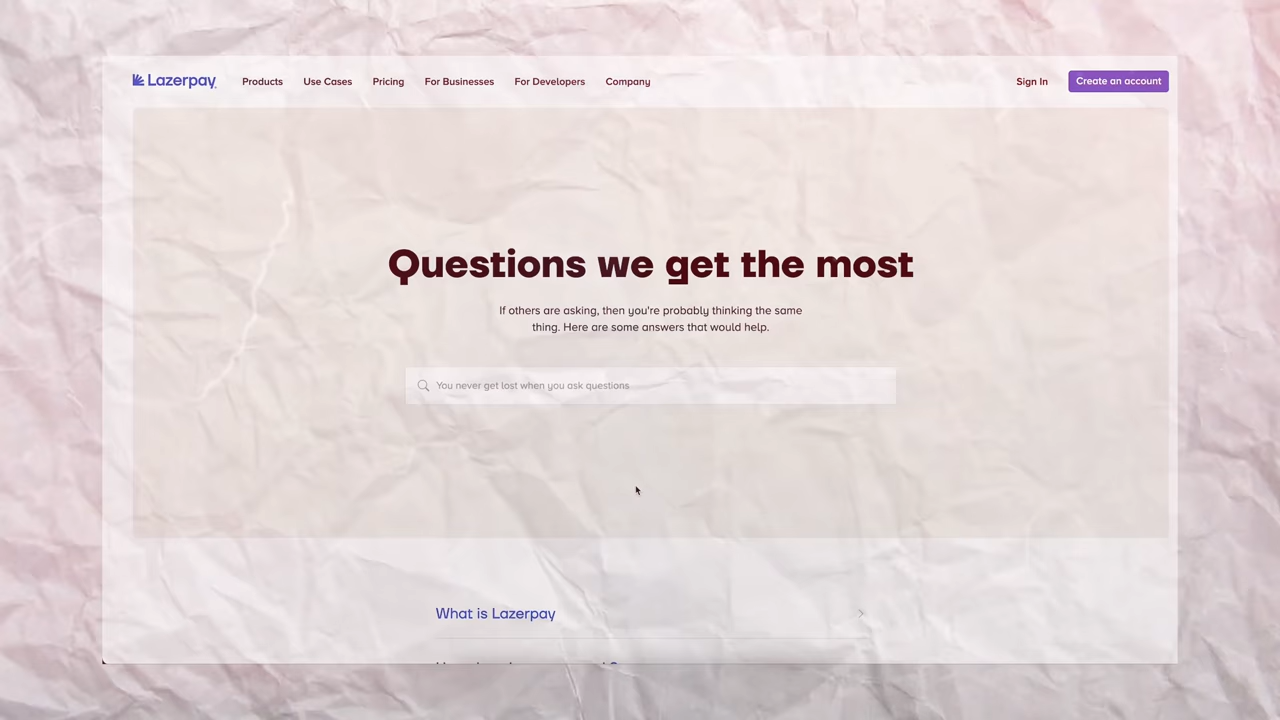 Lazerpay
Products
Use Cases
Pricing
For Businesses
For Developers
Company
Sign In
Create an account
Questions we get the most
If others are asking, then you're probably thinking the same
thing. Here are some answers that would help.
You never get lost when you ask questions
What is Lazerpay